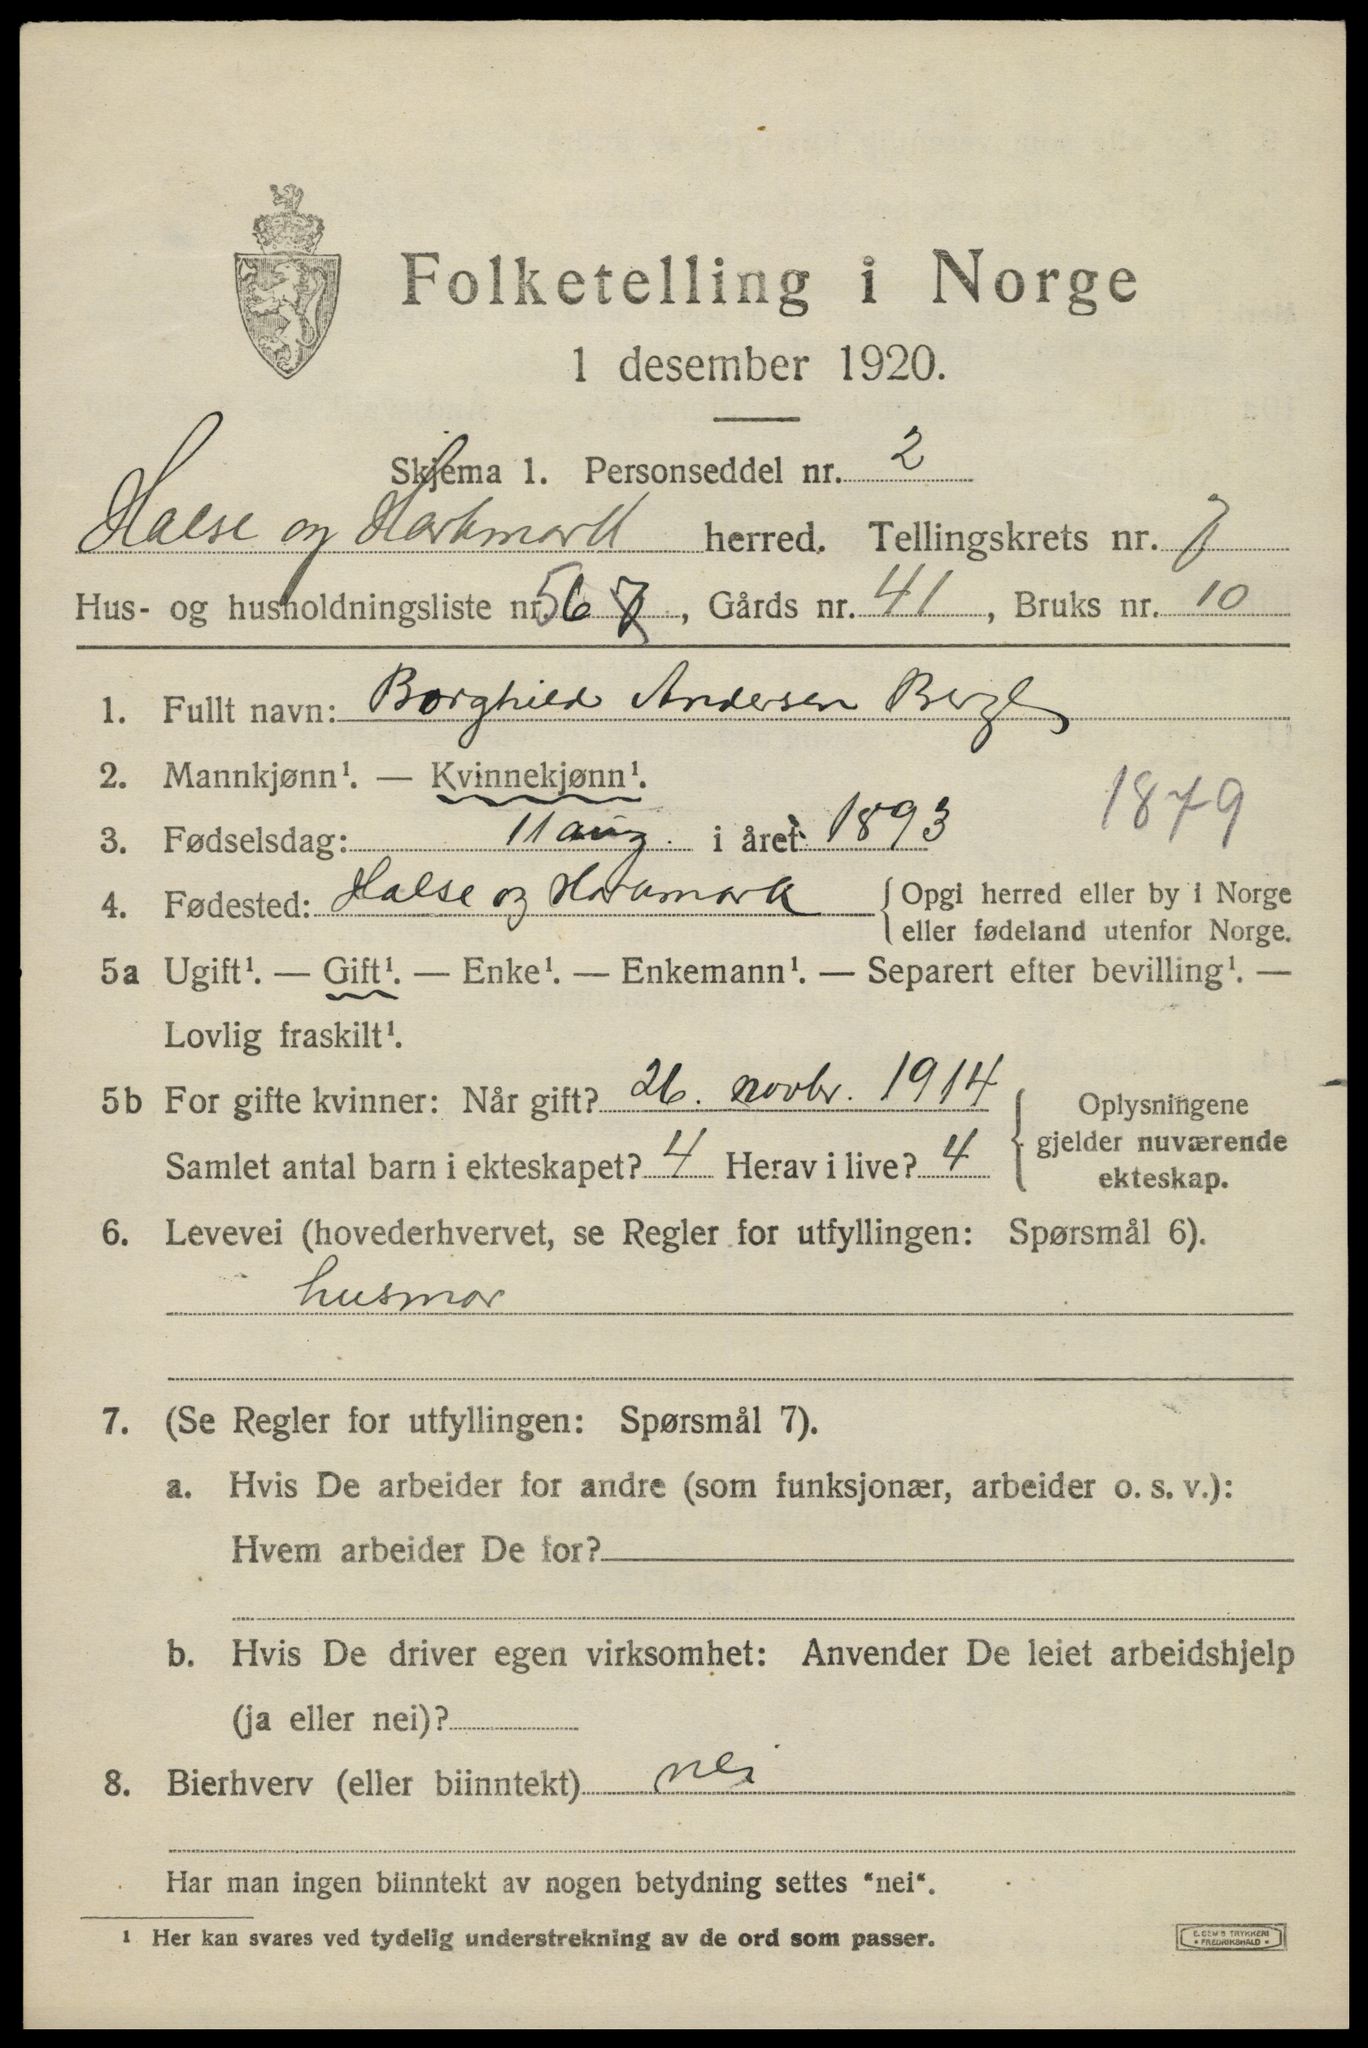 Folketelling i Norge
1 desember 1920.
Skjema 1. Personseddel nr. 2
Halse og Harkmark herred. Tellingskrets nr. 7
Hus- og husholdningsliste nr. 56 7, Gårds nr. 41, Bruks nr. 10
1. Fullt navn: Borghild Andersen Berge
2. Mannkjønn¹. — Kvinnekjønn¹.
3. Fødselsdag: 11 aug. i året 1893 1879
4. Fødested: Halse og Harkmark {Opgi herred eller by i Norge
eller fødeland utenfor Norge.
5a Ugift¹. — Gift¹. — Enke¹. — Enkemann¹. — Separert efter bevilling¹. —
Lovlig fraskilt¹.
5b For gifte kvinner: Når gift? 26. novbr. 1914
Samlet antal barn i ekteskapet? 4 Herav i live? 4
{Oplysningene
gjelder nuværende
ekteskap.
6. Levevei (hovederhvervet, se Regler for utfyllingen: Spørsmål 6).
husmor
7. (Se Regler for utfyllingen: Spørsmål 7).
a. Hvis De arbeider for andre (som funksjonær, arbeider o. s. v.):
Hvem arbeider De for?
b. Hvis De driver egen virksomhet: Anvender De leiet arbeidshjelp
(ja eller nei)?
8. Bierhverv (eller biinntekt) nei
Har man ingen biinntekt av nogen betydning settes "nei".
¹ Her kan svares ved tydelig understrekning av de ord som passer.
E. SEM'S TRYKKERI
* FREDRIKSHALD *